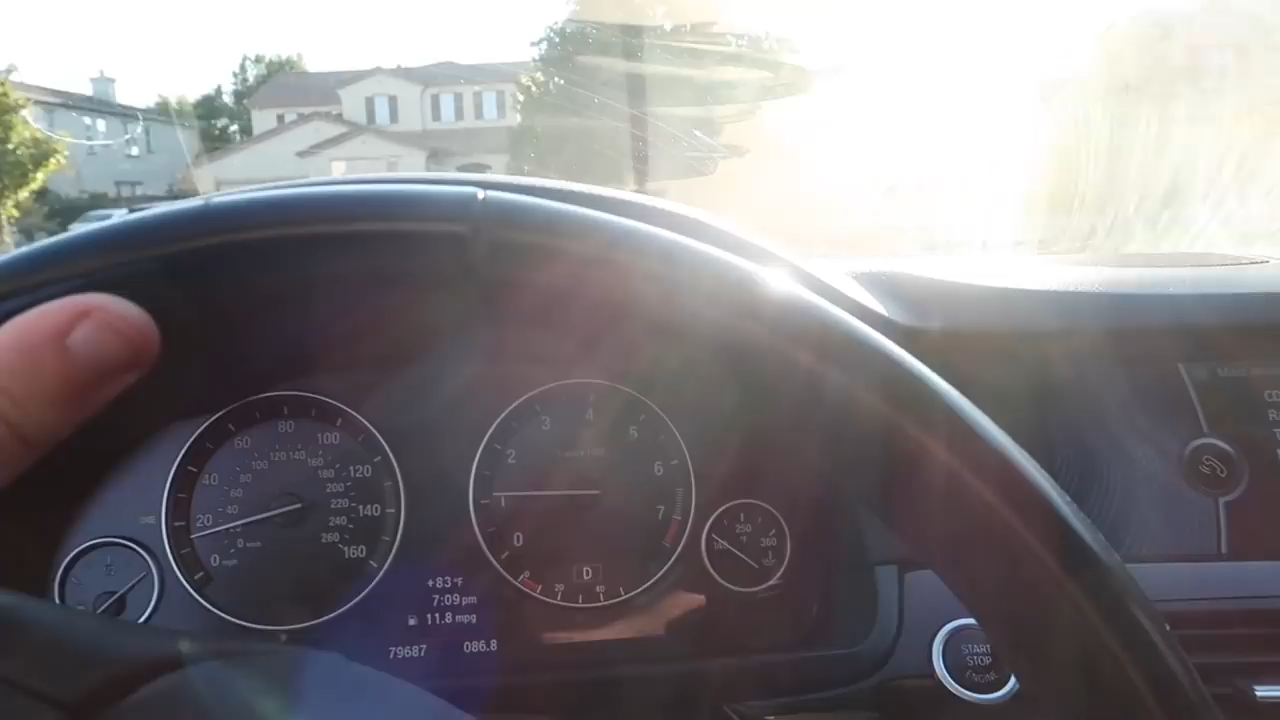 60 80 100
40 120
20 140
0 mph 160
100 120 140 160
80 180
60 200
40 220
20 240
0 km/h 260
3 4 5
2 6
1 7
0
D
20 40
250
140 °F 360
+83 °F
7:09 pm
11.8 mpg
79687 086.8
START
STOP
ENGINE